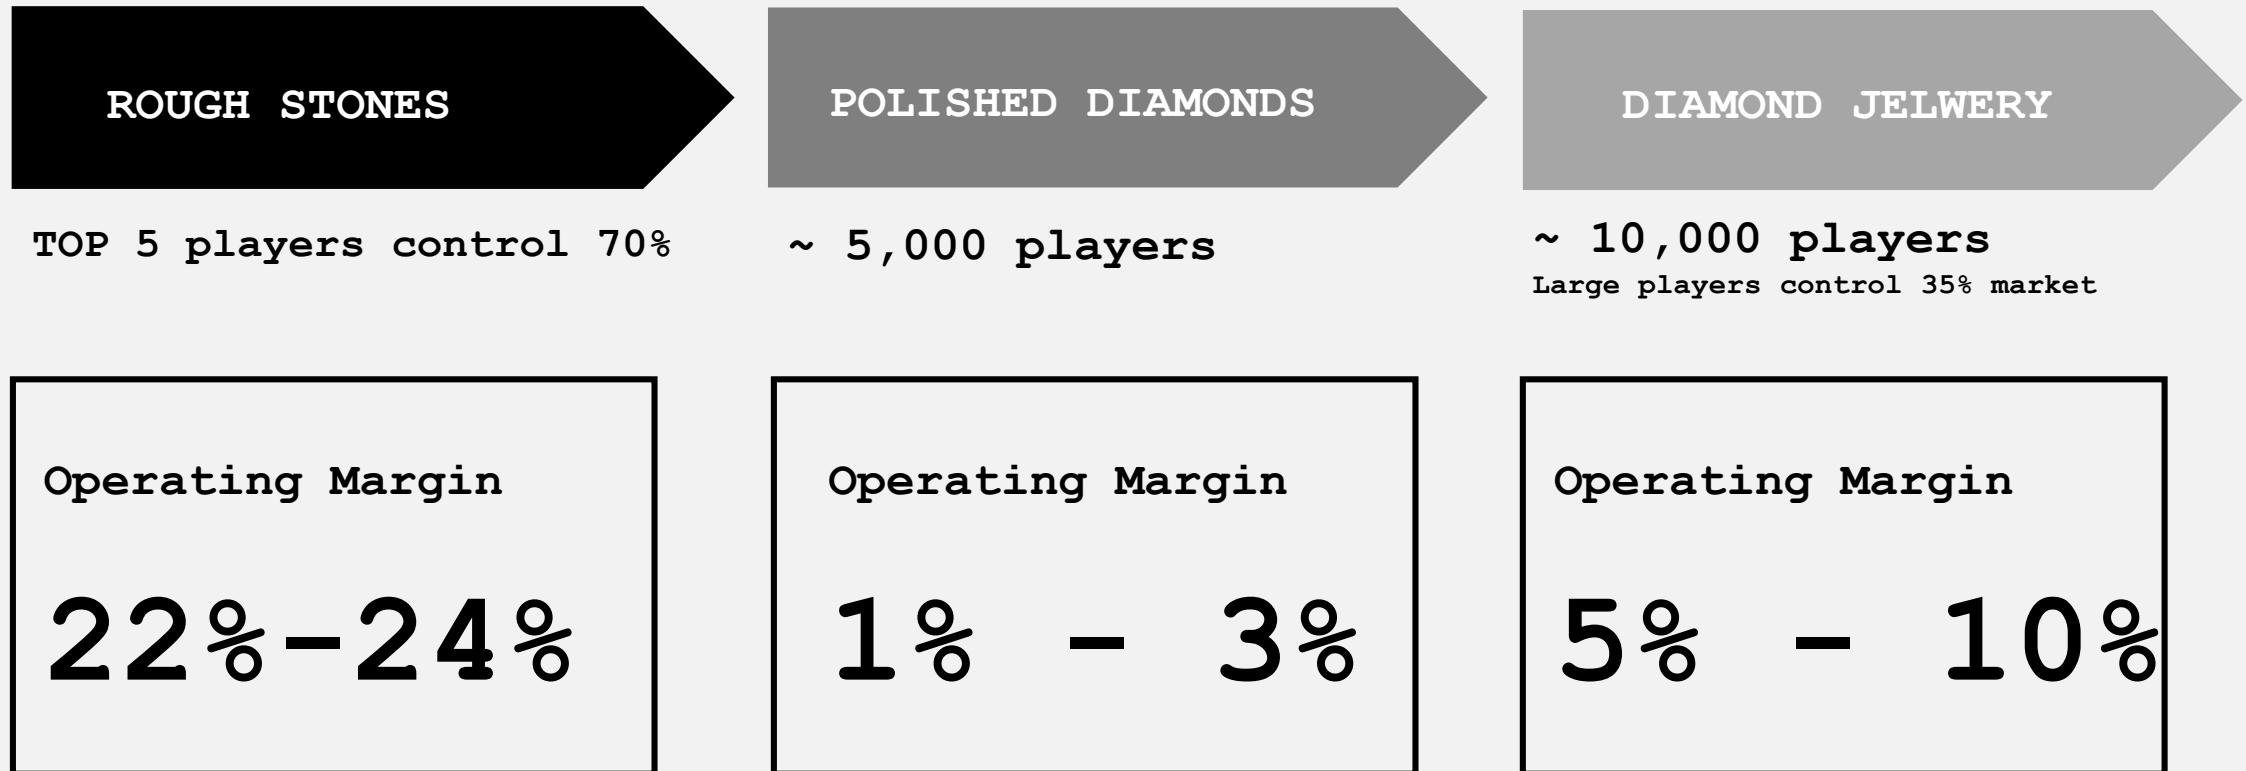 ROUGH STONES
TOP 5 players control 70%
Operating Margin
22%-24%
POLISHED DIAMONDS
~ 5,000 players
Operating Margin
1% - 3%
DIAMOND JELWERY
~ 10,000 players
Large players control 35% market
Operating Margin
5% - 10%